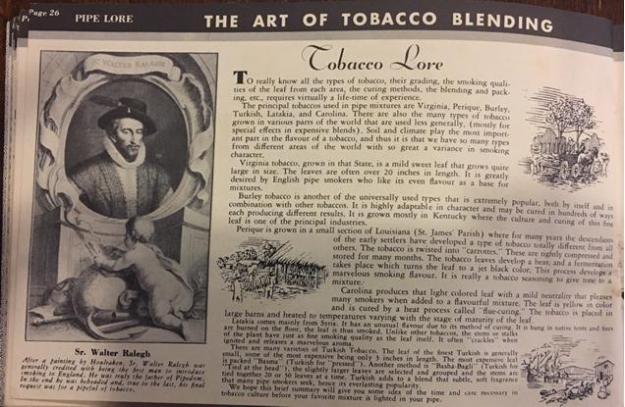 Page 26
PIPE LORE
THE ART OF TOBACCO BLENDING
SR WALTER RALEGH
Tobacco Lore
TO really know all the types of tobacco, their grading, the smoking quali-
ties of the leaf from each area, the curing methods, the blending and pack-
ing, etc., requires virtually a life-time of experience.
The principal tobaccos used in pipe mixtures are Virginia, Perique, Burley,
Turkish, Latakia, and Carolina. There are also the many types of tobacco
grown in various parts of the world that are used less generally, (mostly for
special effects in expensive blends). Soil and climate play the most import-
ant part in the flavour of a tobacco, and thus it is that we have so many types
from different areas of the world with so great a variance in smoking
character.
Virginia tobacco, grown in that State, is a mild sweet leaf that grows quite
large in size. The leaves are often over 20 inches in length. It is greatly
desired by English pipe smokers who like its even flavour as a base for
mixtures.
Burley tobacco is another of the universally used types that is extremely popular, both by itself and in
combination with other tobaccos. It is highly adaptable in character and may be cured in hundreds of ways
each producing different results. It is grown mostly in Kentucky where the culture and curing of this fine
leaf is one of the principal industries.
Perique is grown in a small section of Louisiana (St. James' Parish) where for many years the descendants
of the early settlers have developed a type of tobacco totally different from all
others. The tobacco is twisted into "carrottes." These are tightly compressed and
stored for many months. The tobacco leaves develop a heat, and a fermentation
takes place which turns the leaf to a jet black color. This process develops a
marvelous smoking flavour. It is really a tobacco seasoning to give tone to a
mixture.
Carolina produces that light colored leaf with a mild neutrality that pleases
many smokers when added to a flavourful mixture. The leaf is yellow in color
and is cured by a heat process called "flue-curing." The tobacco is placed in
large barns and heated to temperatures varying with the stage of maturity of the leaf.
Latakia comes mainly from Syria. It has an unusual flavour due to its method of curing. It is hung in native tents and fires
are burned on the floor, the leaf is thus smoked. Unlike other tobaccos, the stems or stalks
of the plant have just as fine smoking quality as the leaf itself. It often "crackles" when
ignited and releases a marvelous aroma.
There are many varieties of Turkish Tobacco. The leaf of the finest Turkish is generally
small, some of the most expensive being only 3 inches in length. The most expensive leaf
is packed "Basma" (Turkish for "pressed"). Another method is "Basha-Bagli" (Turkish for
"Tied at the head"), the slightly larger leaves are selected and grouped and the stems are
tied together 20 or 50 leaves at a time. Turkish adds to a blend that subtle, soft fragrance
that many pipe smokers seek, hence its everlasting popularity.
We hope this brief summary will give you some idea of the time and care necessary in
tobacco culture before your favorite mixture is lighted in your pipe.
Sr. Walter Ralegh
After a painting by Houbraken. Sr. Walter Ralegh was
generally credited with being the first man to introduce
smoking to England. He was truly the father of Pipedom.
In the end he was beheaded and, true to the last, his final
request was for a pipeful of tobacco.